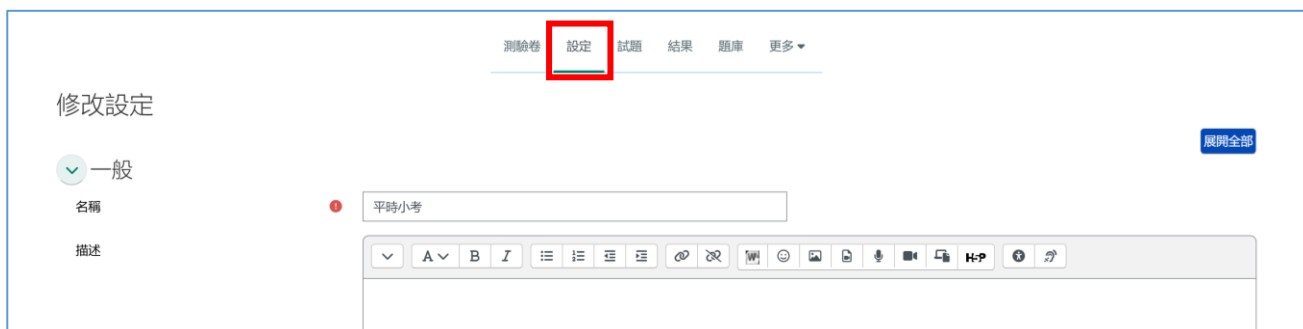 測驗卷 設定 試題 結果 題庫 更多
修改設定
展開全部
一般
名稱 平時小考
描述
A B I H5P